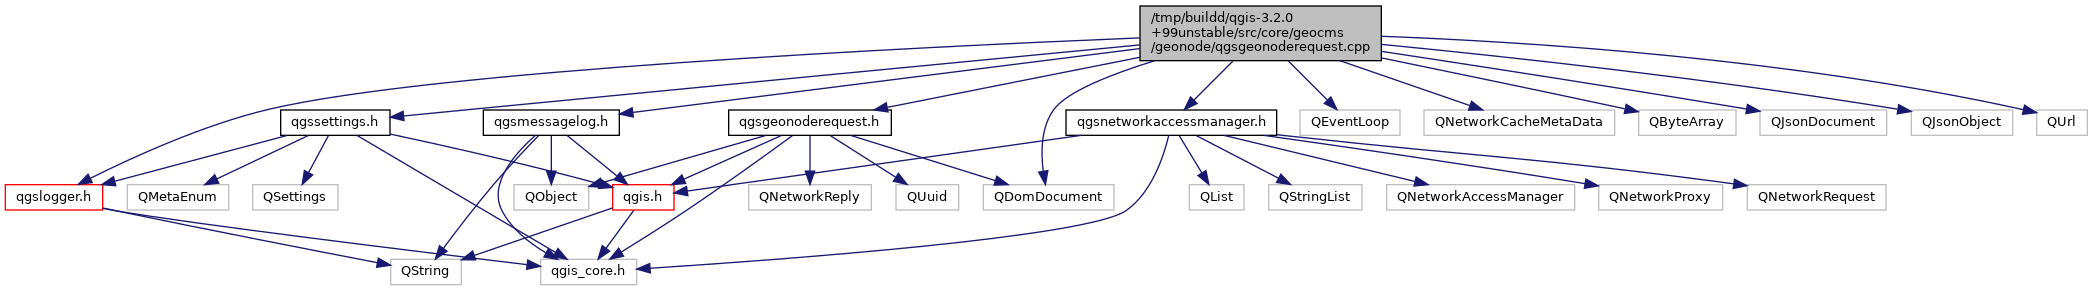 /tmp/buildd/qgis-3.2.0
+99unstable/src/core/geocms
/geonode/qgsgeonoderequest.cpp
qgssettings.h
qgsmessagelog.h
qgsgeonoderequest.h
qgsnetworkaccessmanager.h
QEventLoop
QNetworkCacheMetaData
QByteArray
QJsonDocument
QJsonObject
QUrl
qgslogger.h
QMetaEnum
QSettings
QObject
qgis.h
QNetworkReply
QUuid
QDomDocument
QList
QStringList
QNetworkAccessManager
QNetworkProxy
QNetworkRequest
QString
qgis_core.h